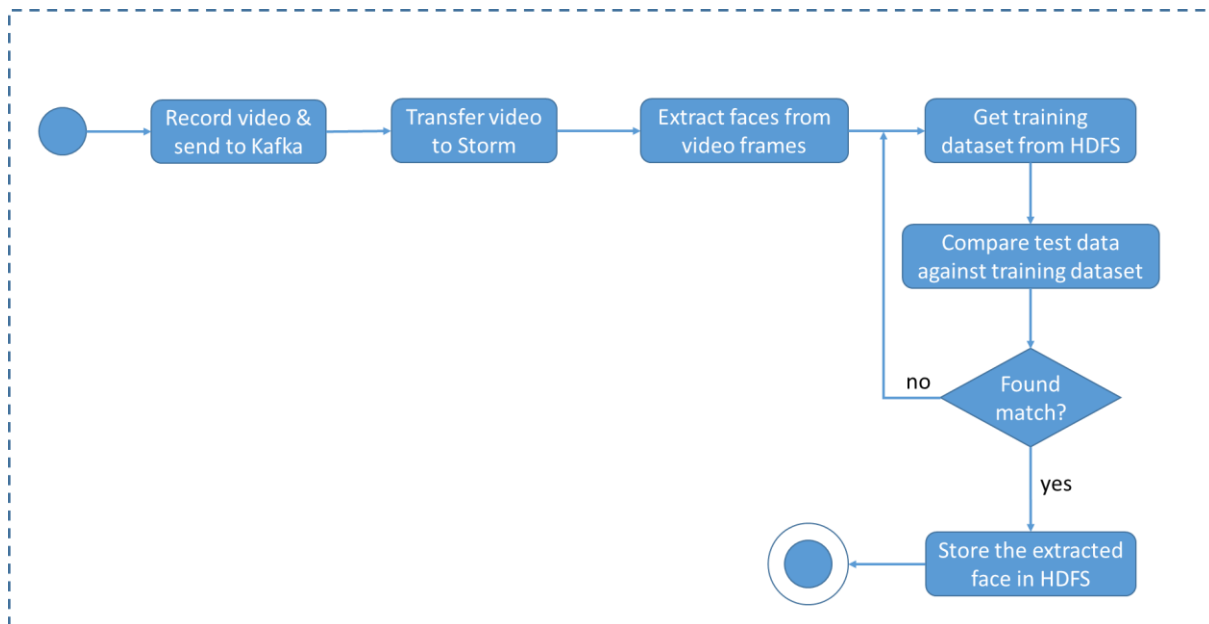 Record video &
send to Kafka
Transfer video
to Storm
Extract faces from
video frames
Get training
dataset from HDFS
Compare test data
against training dataset
Found
match?
no
yes
Store the extracted
face in HDFS